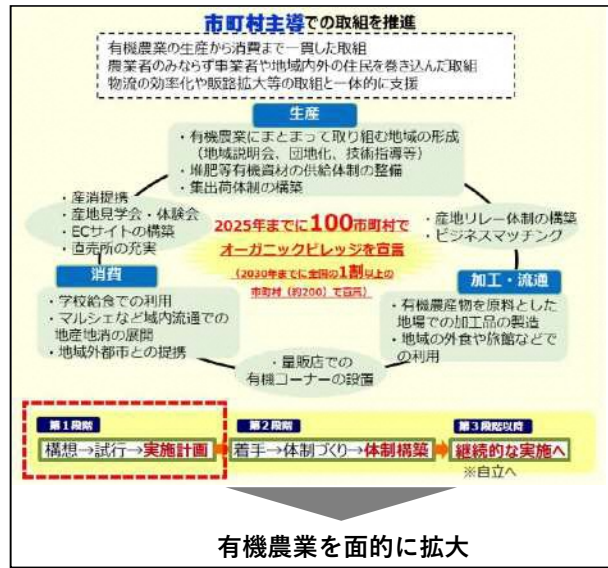 市町村主導での取組を推進
有機農業の生産から消費まで一貫した取組
農業者のみならず事業者や地域内外の住民を巻き込んだ取組
物流の効率化や販路拡大等の取組と一体的に支援
生産
・有機農業にまとまって取り組む地域の形成
（地域説明会、団地化、技術指導等）
・堆肥等有機資材の供給体制の整備
・集出荷体制の構築
・産消提携
・産地見学会・体験会
・ECサイトの構築
・直売所の充実
2025年までに100市町村で
オーガニックビレッジを宣言
（2030年までに全国の1割以上の
市町村（約200）で宣言）
・産地リレー体制の構築
・ビジネスマッチング
消費
・学校給食での利用
・マルシェなど域内流通での
地産地消の展開
・地域外都市との提携
加工・流通
・有機農産物を原料とした
地場での加工品の製造
・地域の外食や旅館などで
の利用
・量販店での
有機コーナーの設置
第1段階
構想→試行→実施計画
第2段階
着手→体制づくり→体制構築
第3段階以降
継続的な実施へ
※自立へ
有機農業を面的に拡大